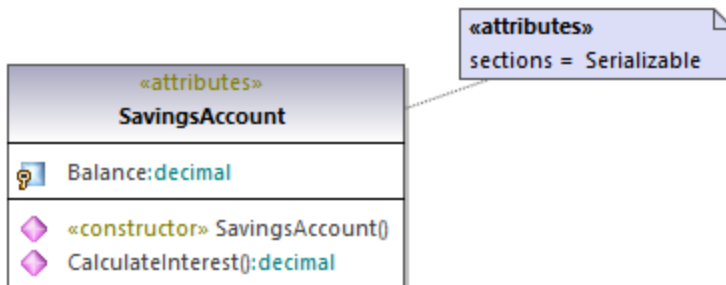 «attributes»
sections = Serializable
«attributes»
SavingsAccount
Balance:decimal
«constructor» SavingsAccount()
CalculateInterest():decimal